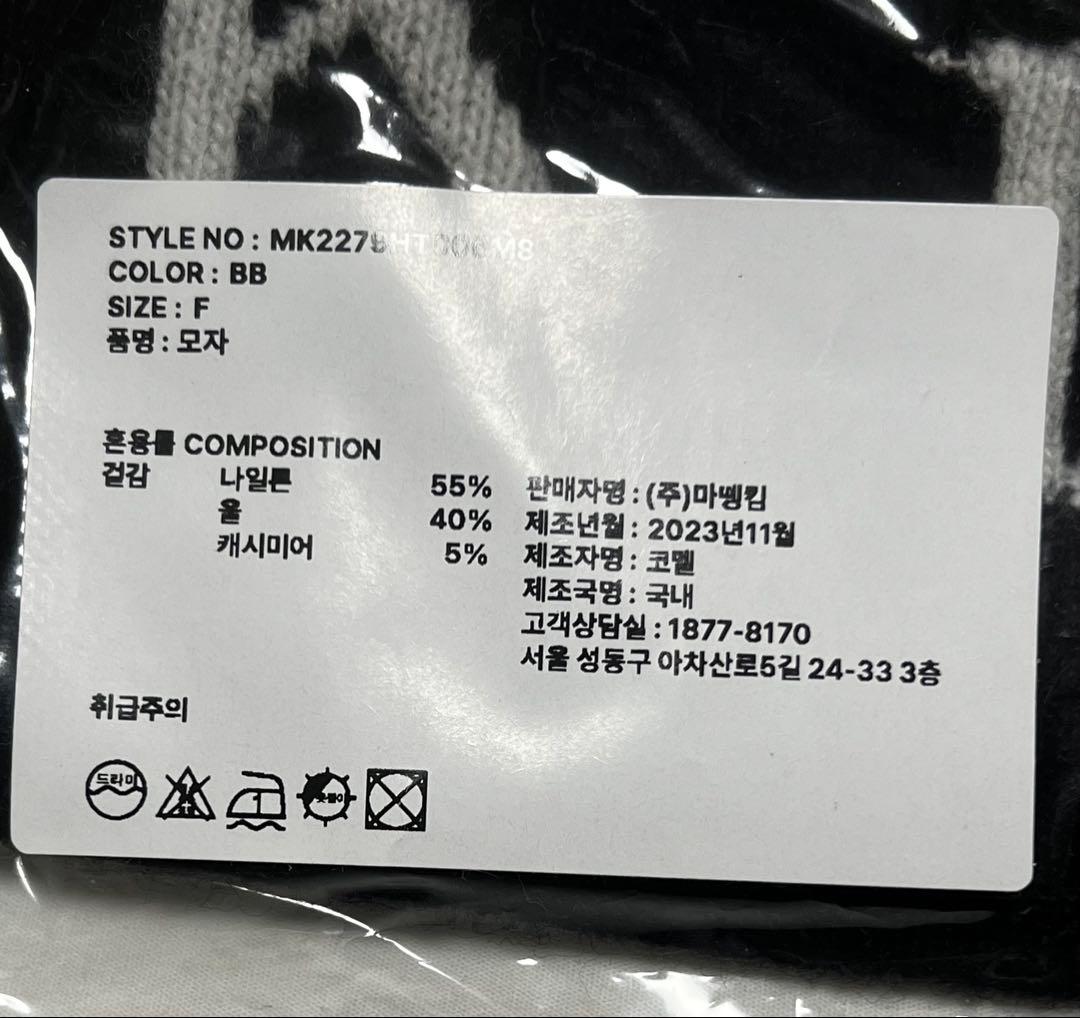 STYLE NO : MK2279HT006M8
COLOR : BB
SIZE : F
품명 : 모자
혼용률 COMPOSITION
겉감 나일론 55%
울 40%
캐시미어 5%
판매자명 : (주)마뗑킴
제조년월 : 2023년11월
제조자명 : 코멜
제조국명 : 국내
고객상담실 : 1877-8170
서울 성동구 아차산로5길 24-33 3층
취급주의
드라이